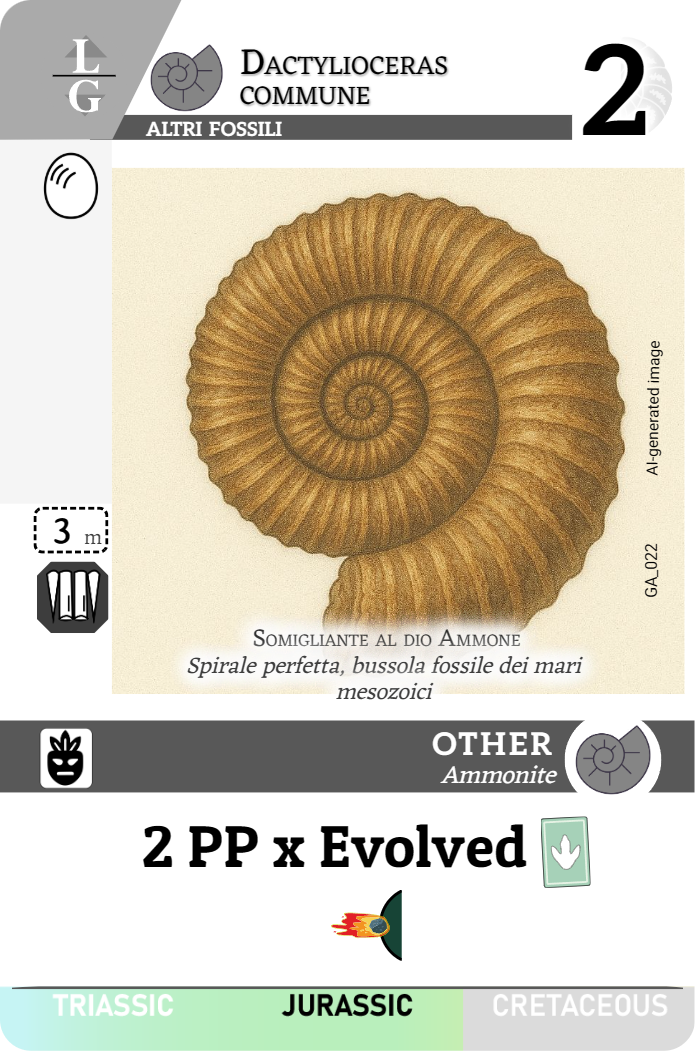 L
G
DACTYLIOCERAS
COMMUNE
2
ALTRI FOSSILI
3 m
AI-generated image
GA_022
SOMIGLIANTE AL DIO AMMONE
Spirale perfetta, bussola fossile dei mari
mesozoici
OTHER
Ammonite
2 PP x Evolved
TRIASSIC JURASSIC CRETACEOUS